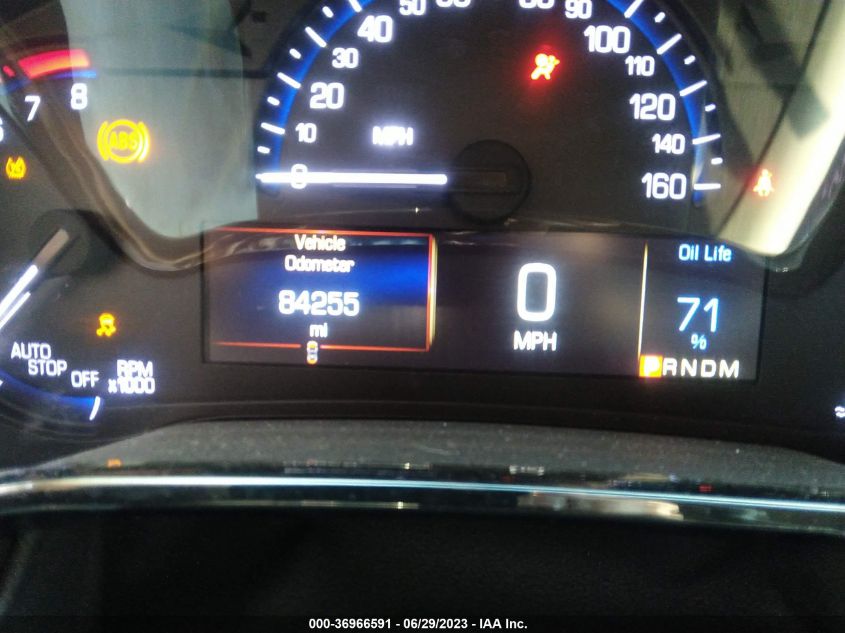 50
40
30
20
10
0
MPH
80
90
100
110
120
140
160
7
8
ABS
Vehicle
Odometer
84255
mi
0
MPH
Oil Life
71
%
PRNDM
AUTO
STOP
OFF
RPM
x1000
000-36966591 - 06/29/2023 - IAA Inc.